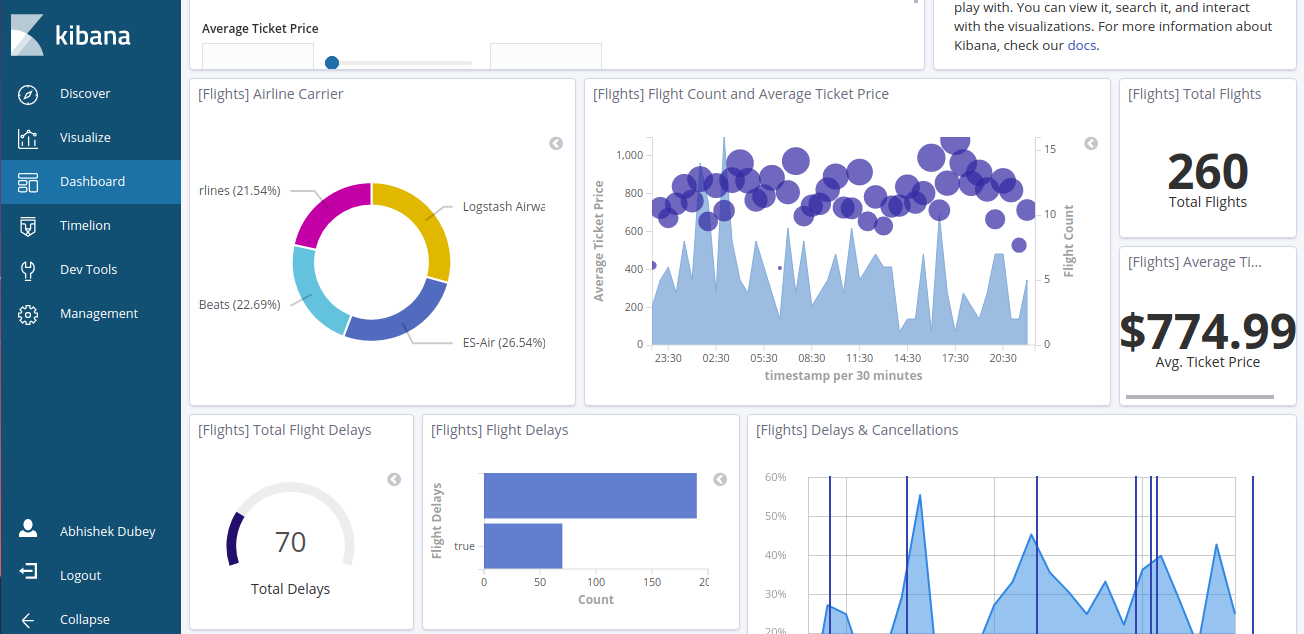 kibana
Discover
Visualize
Dashboard
Timelion
Dev Tools
Management
Abhishek Dubey
Logout
Collapse
Average Ticket Price
play with. You can view it, search it, and interact
with the visualizations. For more information about
Kibana, check our docs.
[Flights] Airline Carrier
rlines (21.54%)
Logstash Airwa
Beats (22.69%)
ES-Air (26.54%)
[Flights] Flight Count and Average Ticket Price
Average Ticket Price
1,000
800
600
400
200
0
15
10
5
0
Flight Count
23:30 02:30 05:30 08:30 11:30 14:30 17:30 20:30
timestamp per 30 minutes
[Flights] Total Flights
260
Total Flights
[Flights] Average Ti...
$774.99
Avg. Ticket Price
[Flights] Total Flight Delays
70
Total Delays
[Flights] Flight Delays
Flight Delays
true
0 50 100 150 20
Count
[Flights] Delays & Cancellations
60%
50%
40%
30%
20%